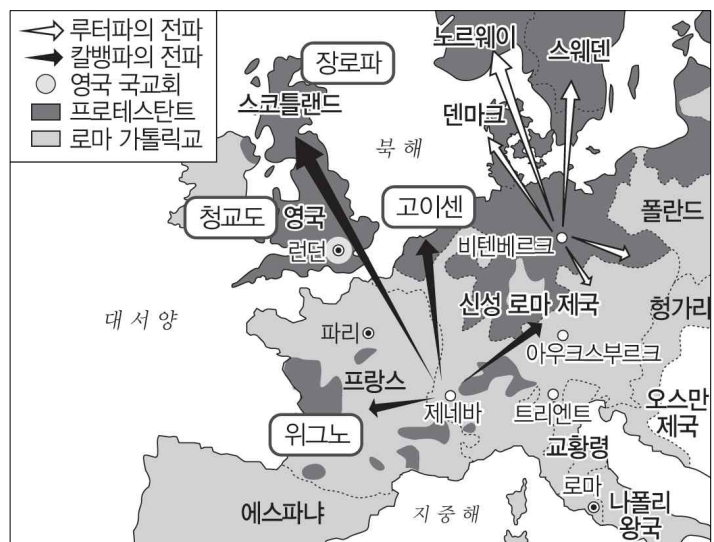 루터파의 전파
칼뱅파의 전파
영국 국교회
프로테스탄트
로마 가톨릭교
노르웨이
스웨덴
장로파
스코틀랜드
덴마크
북해
청교도
영국
고이센
폴란드
런던
비텐베르크
신성 로마 제국
헝가리
대서양
파리
아우크스부르크
프랑스
제네바
트리엔트
오스만
제국
위그노
교황령
로마
에스파냐
지중해
나폴리
왕국